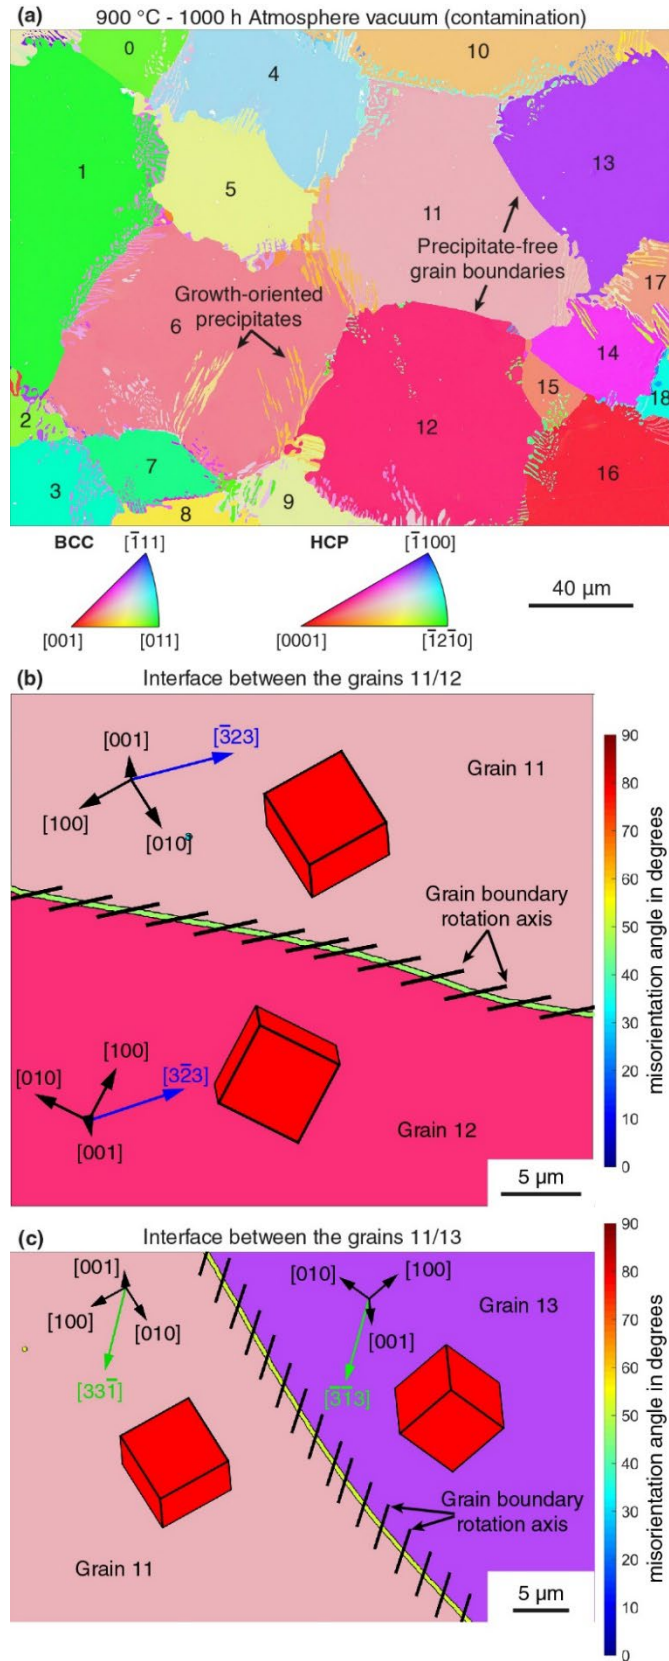 (a) 900 °C - 1000 h Atmosphere vacuum (contamination)
0
4
10
1
13
5
11
Precipitate-free
grain boundaries
17
Growth-oriented
precipitates
6
14
15
18
2
12
7
16
3
9
8
BCC
[1̅11]
HCP
[1̅100]
40 µm
[001]
[011]
[0001]
[1̅21̅0]
(b) Interface between the grains 11/12
[001]
[3̅23]
Grain 11
[100]
[010]
Grain boundary
rotation axis
[100]
[010]
[32̅3]
[001]
Grain 12
5 µm
90
80
70
60
50
40
30
20
10
0
misorientation angle in degrees
(c) Interface between the grains 11/13
[001]
[010]
[100]
Grain 13
[100]
[010]
[001]
[331̅]
[3̅1̅3]
Grain boundary
rotation axis
Grain 11
5 µm
90
80
70
60
50
40
30
20
10
0
misorientation angle in degrees